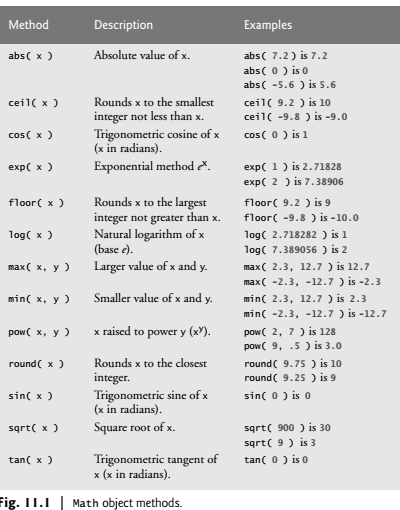 Method Description Examples
abs( x ) Absolute value of x. abs( 7.2 ) is 7.2
abs( 0 ) is 0
abs( -5.6 ) is 5.6
ceil( x ) Rounds x to the smallest ceil( 9.2 ) is 10
integer not less than x. ceil( -9.8 ) is -9.0
cos( x ) Trigonometric cosine of x cos( 0 ) is 1
(x in radians).
exp( x ) Exponential method eˣ. exp( 1 ) is 2.71828
exp( 2 ) is 7.38906
floor( x ) Rounds x to the largest floor( 9.2 ) is 9
integer not greater than x. floor( -9.8 ) is -10.0
log( x ) Natural logarithm of x log( 2.718282 ) is 1
(base e). log( 7.389056 ) is 2
max( x, y ) Larger value of x and y. max( 2.3, 12.7 ) is 12.7
max( -2.3, -12.7 ) is -2.3
min( x, y ) Smaller value of x and y. min( 2.3, 12.7 ) is 2.3
min( -2.3, -12.7 ) is -12.7
pow( x, y ) x raised to power y (xʸ). pow( 2, 7 ) is 128
pow( 9, .5 ) is 3.0
round( x ) Rounds x to the closest round( 9.75 ) is 10
integer. round( 9.25 ) is 9
sin( x ) Trigonometric sine of x sin( 0 ) is 0
(x in radians).
sqrt( x ) Square root of x. sqrt( 900 ) is 30
sqrt( 9 ) is 3
tan( x ) Trigonometric tangent of tan( 0 ) is 0
x (x in radians).
Fig. 11.1 | Math object methods.